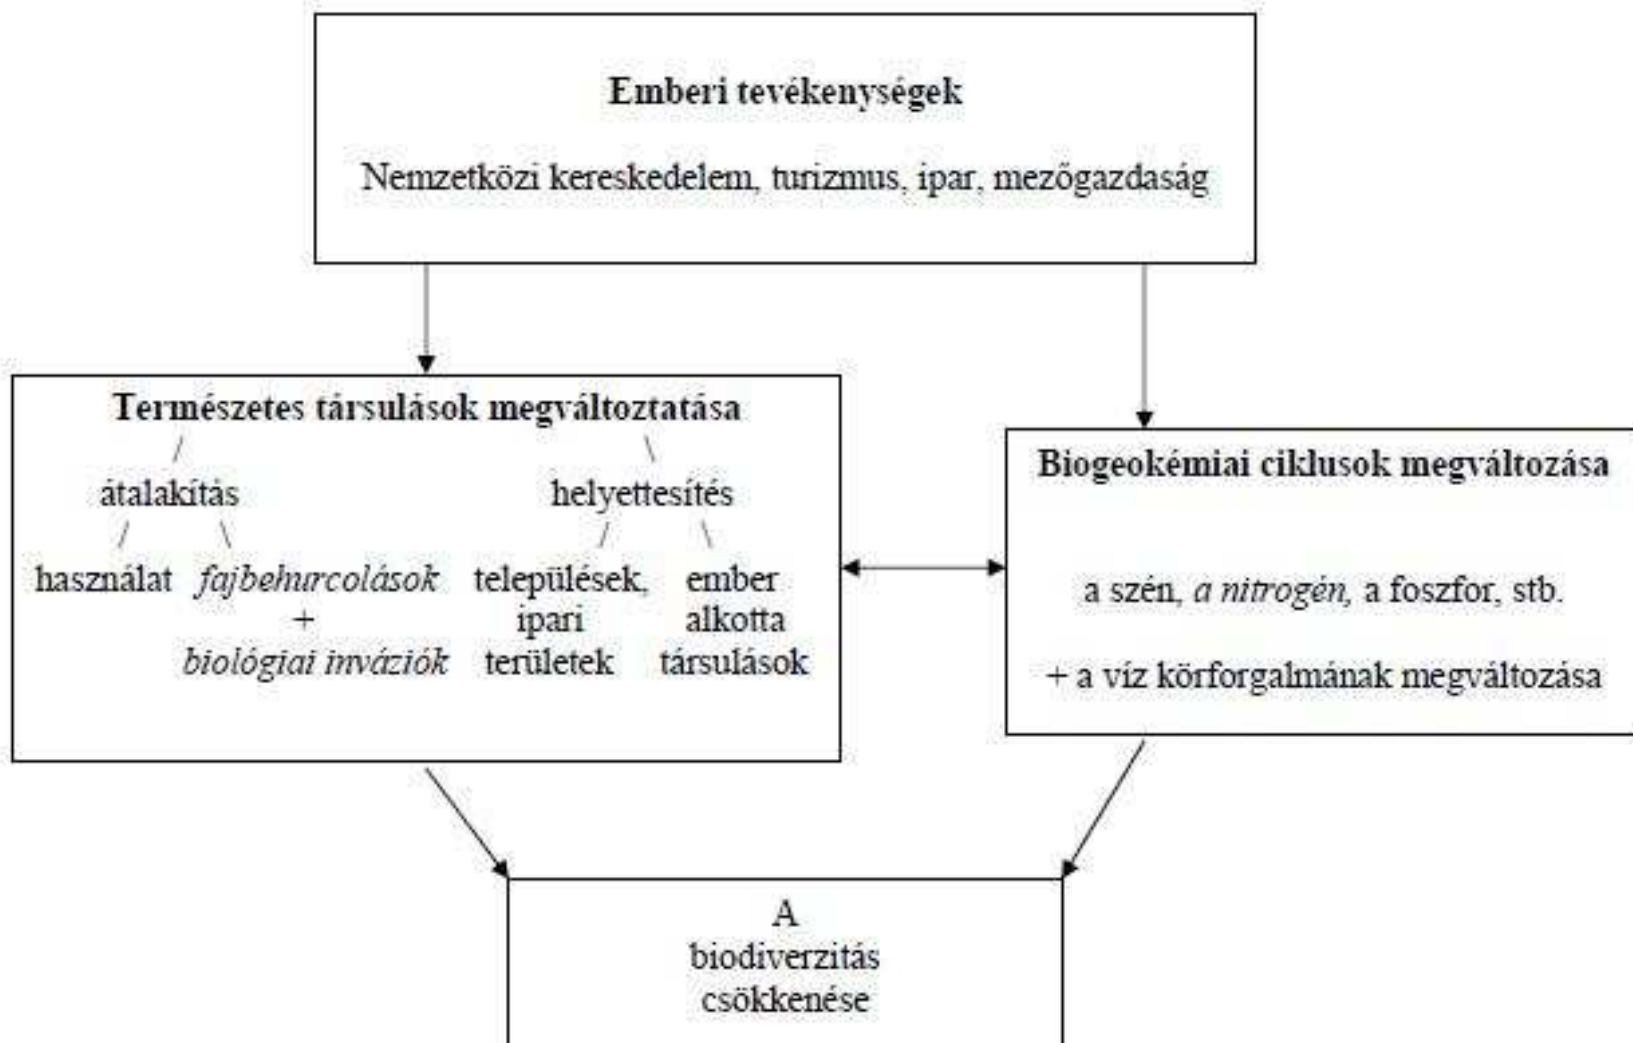 Emberi tevékenységek
Nemzetközi kereskedelem, turizmus, ipar, mezőgazdaság
Természetes társulások megváltoztatása
átalakítás
helyettesítés
használat
fajbehurcolások
+
biológiai inváziók
települések,
ipari
területek
ember
alkotta
társulások
Biogeokémiai ciklusok megváltozása
a szén, a nitrogén, a foszfor, stb.
+ a víz körforgalmának megváltozása
A
biodiverzitás
csökkenése